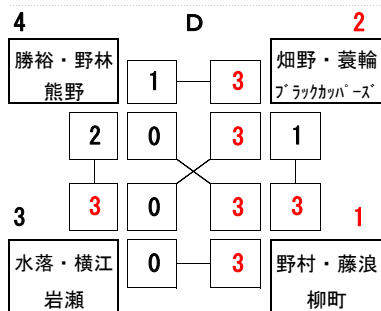 4 D 2
勝裕・野林 1 3 畑野・蓑輪
熊野 ブラックカッパーズ
2 0 3 1
3 0 3 3
3 1
水落・横江 0 3 野村・藤浪
岩瀬 柳町